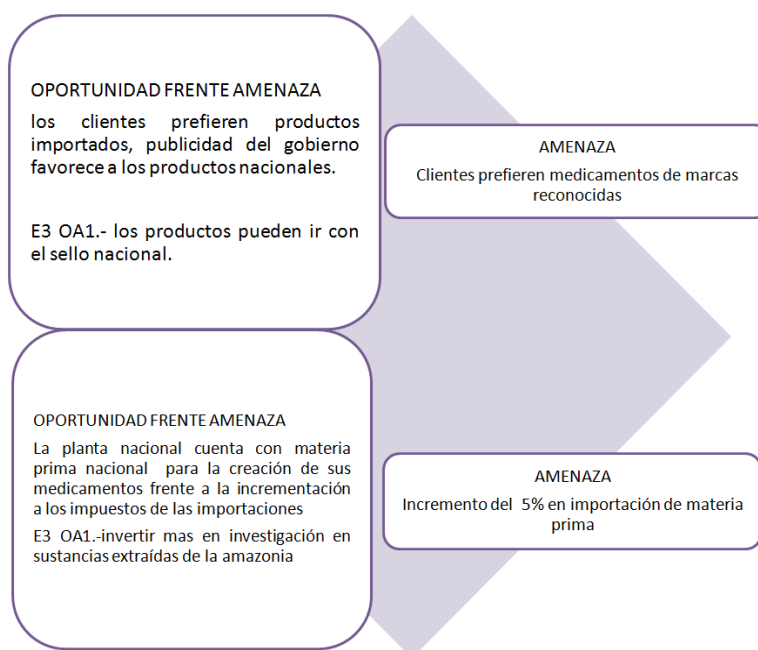 OPORTUNIDAD FRENTE AMENAZA
los clientes prefieren productos
importados, publicidad del gobierno
favorece a los productos nacionales.
E3 OA1.- los productos pueden ir con
el sello nacional.
AMENAZA
Clientes prefieren medicamentos de marcas
reconocidas
OPORTUNIDAD FRENTE AMENAZA
La planta nacional cuenta con materia
prima nacional para la creación de sus
medicamentos frente a la incrementación
a los impuestos de las importaciones
E3 OA1.-invertir mas en investigación en
sustancias extraídas de la amazonia
AMENAZA
Incremento del 5% en importación de materia
prima